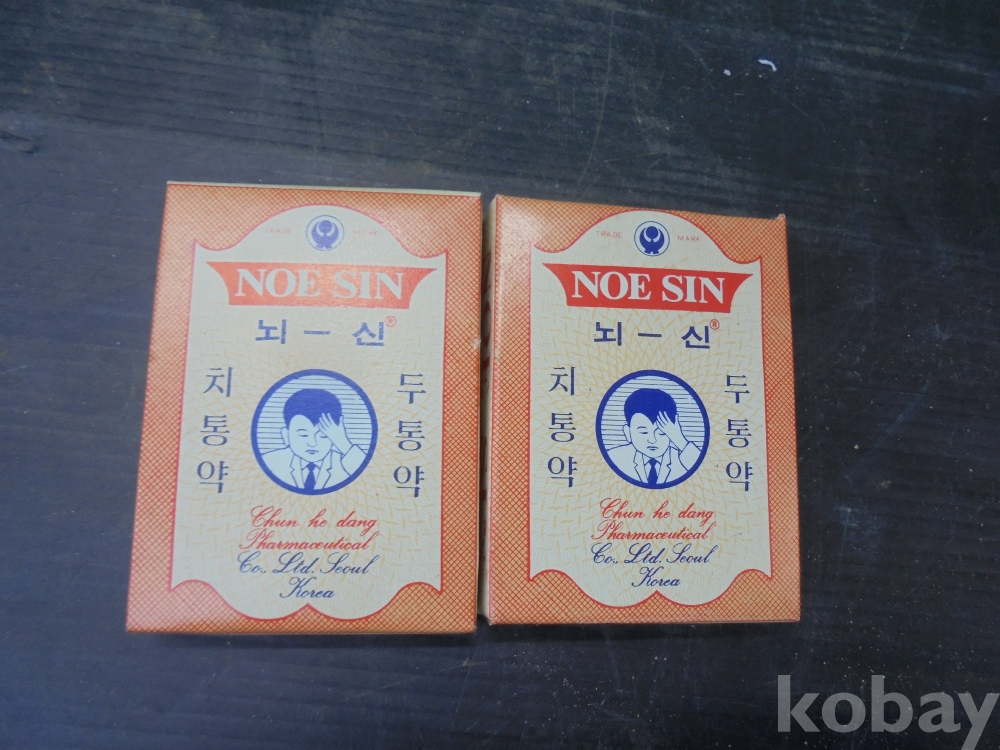 TRADE MARK
NOE SIN
뇌 — 신®
치통약
두통약
Chun he dang
Pharmaceutical
Co., Ltd. Seoul
Korea
TRADE MARK
NOE SIN
뇌 — 신®
치통약
두통약
Chun he dang
Pharmaceutical
Co., Ltd. Seoul
Korea
kobay